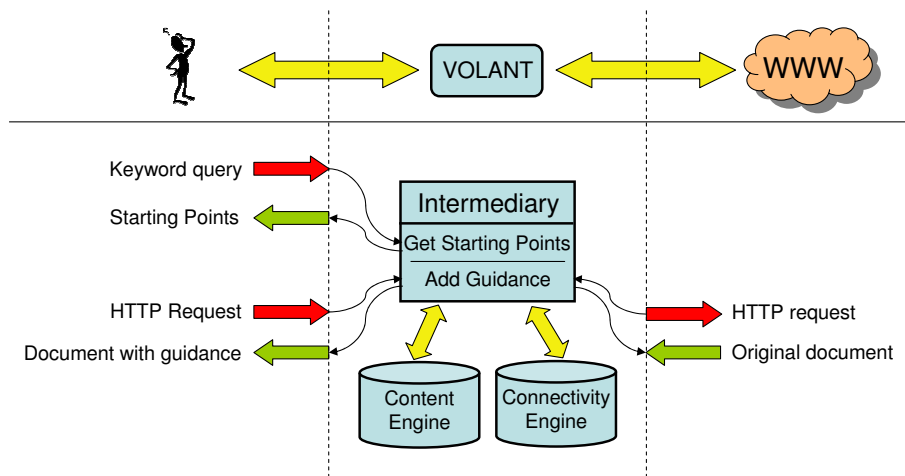 VOLANT
WWW
Keyword query
Starting Points
HTTP Request
Document with guidance
Intermediary
Get Starting Points
Add Guidance
Content
Engine
Connectivity
Engine
HTTP request
Original document